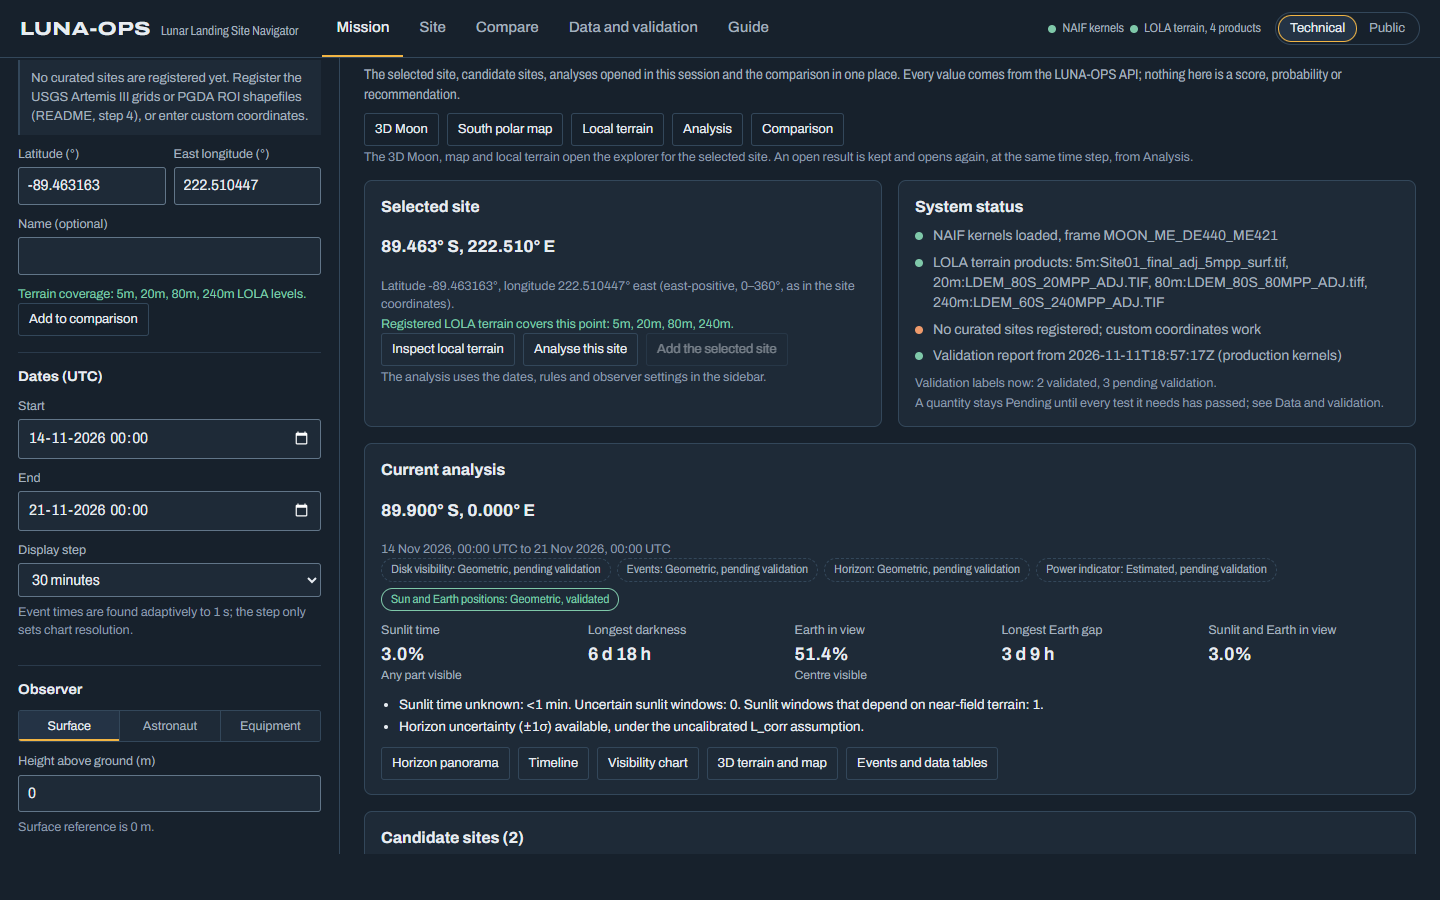 LUNA-OPS Lunar Landing Site Navigator
Mission Site Compare Data and validation Guide
NAIF kernels LOLA terrain, 4 products Technical Public
No curated sites are registered yet. Register the
USGS Artemis III grids or PGDA ROI shapefiles
(README, step 4), or enter custom coordinates.
Latitude (°) East longitude (°)
-89.463163 222.510447
Name (optional)
Terrain coverage: 5m, 20m, 80m, 240m LOLA levels.
Add to comparison
Dates (UTC)
Start
14-11-2026 00:00
End
21-11-2026 00:00
Display step
30 minutes
Event times are found adaptively to 1 s; the step only
sets chart resolution.
Observer
Surface Astronaut Equipment
Height above ground (m)
0
Surface reference is 0 m.
The selected site, candidate sites, analyses opened in this session and the comparison in one place. Every value comes from the LUNA-OPS API; nothing here is a score, probability or
recommendation.
3D Moon South polar map Local terrain Analysis Comparison
The 3D Moon, map and local terrain open the explorer for the selected site. An open result is kept and opens again, at the same time step, from Analysis.
Selected site
89.463° S, 222.510° E
Latitude -89.463163°, longitude 222.510447° east (east-positive, 0–360°, as in the site
coordinates).
Registered LOLA terrain covers this point: 5m, 20m, 80m, 240m.
Inspect local terrain Analyse this site Add the selected site
The analysis uses the dates, rules and observer settings in the sidebar.
System status
NAIF kernels loaded, frame MOON_ME_DE440_ME421
LOLA terrain products: 5m:Site01_final_adj_5mpp_surf.tif,
20m:LDEM_80S_20MPP_ADJ.TIF, 80m:LDEM_80S_80MPP_ADJ.tiff,
240m:LDEM_60S_240MPP_ADJ.TIF
No curated sites registered; custom coordinates work
Validation report from 2026-11-11T18:57:17Z (production kernels)
Validation labels now: 2 validated, 3 pending validation.
A quantity stays Pending until every test it needs has passed; see Data and validation.
Current analysis
89.900° S, 0.000° E
14 Nov 2026, 00:00 UTC to 21 Nov 2026, 00:00 UTC
Disk visibility: Geometric, pending validation Events: Geometric, pending validation Horizon: Geometric, pending validation Power indicator: Estimated, pending validation
Sun and Earth positions: Geometric, validated
Sunlit time Longest darkness Earth in view Longest Earth gap Sunlit and Earth in view
3.0% 6 d 18 h 51.4% 3 d 9 h 3.0%
Any part visible Centre visible
• Sunlit time unknown: <1 min. Uncertain sunlit windows: 0. Sunlit windows that depend on near-field terrain: 1.
• Horizon uncertainty (±1σ) available, under the uncalibrated L_corr assumption.
Horizon panorama Timeline Visibility chart 3D terrain and map Events and data tables
Candidate sites (2)